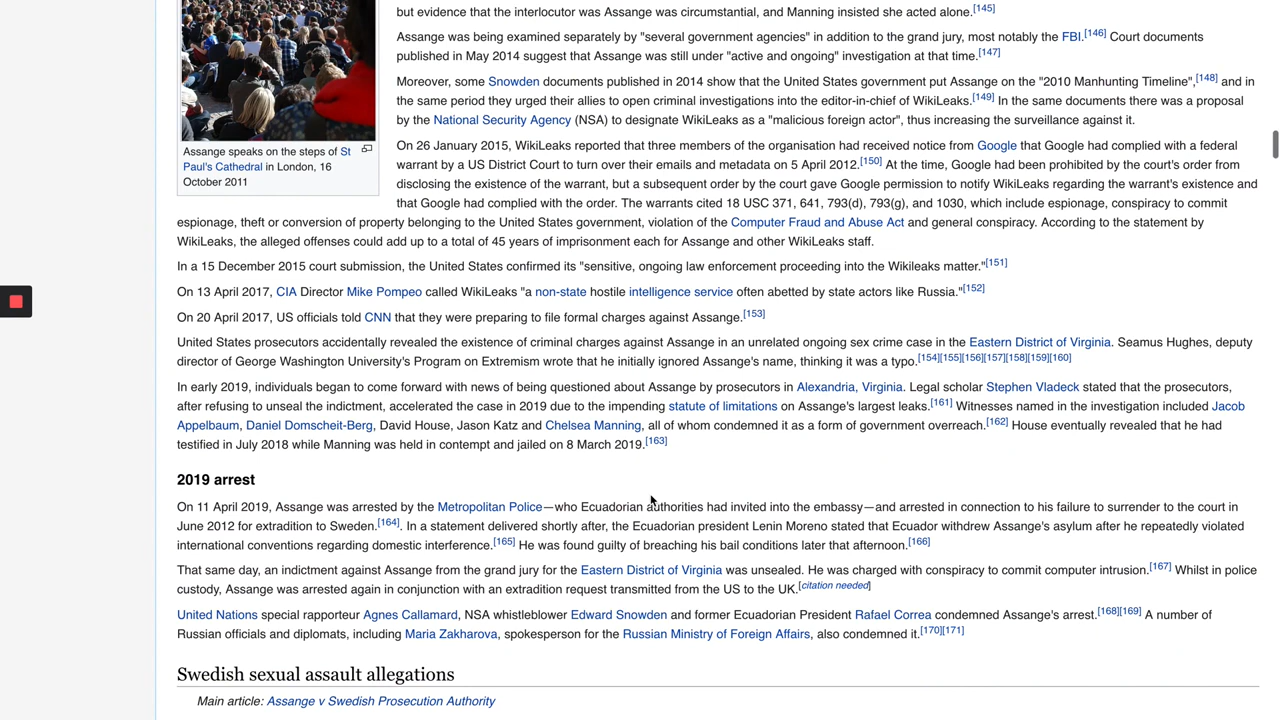 but evidence that the interlocutor was Assange was circumstantial, and Manning insisted she acted alone.[145]
Assange was being examined separately by "several government agencies" in addition to the grand jury, most notably the FBI.[146] Court documents
published in May 2014 suggest that Assange was still under "active and ongoing" investigation at that time.[147]
Moreover, some Snowden documents published in 2014 show that the United States government put Assange on the "2010 Manhunting Timeline",[148] and in
the same period they urged their allies to open criminal investigations into the editor-in-chief of WikiLeaks.[149] In the same documents there was a proposal
by the National Security Agency (NSA) to designate WikiLeaks as a "malicious foreign actor", thus increasing the surveillance against it.
Assange speaks on the steps of St
Paul's Cathedral in London, 16
October 2011
On 26 January 2015, WikiLeaks reported that three members of the organisation had received notice from Google that Google had complied with a federal
warrant by a US District Court to turn over their emails and metadata on 5 April 2012.[150] At the time, Google had been prohibited by the court's order from
disclosing the existence of the warrant, but a subsequent order by the court gave Google permission to notify WikiLeaks regarding the warrant's existence and
that Google had complied with the order. The warrants cited 18 USC 371, 641, 793(d), 793(g), and 1030, which include espionage, conspiracy to commit
espionage, theft or conversion of property belonging to the United States government, violation of the Computer Fraud and Abuse Act and general conspiracy. According to the statement by
WikiLeaks, the alleged offenses could add up to a total of 45 years of imprisonment each for Assange and other WikiLeaks staff.
In a 15 December 2015 court submission, the United States confirmed its "sensitive, ongoing law enforcement proceeding into the Wikileaks matter."[151]
On 13 April 2017, CIA Director Mike Pompeo called WikiLeaks "a non-state hostile intelligence service often abetted by state actors like Russia."[152]
On 20 April 2017, US officials told CNN that they were preparing to file formal charges against Assange.[153]
United States prosecutors accidentally revealed the existence of criminal charges against Assange in an unrelated ongoing sex crime case in the Eastern District of Virginia. Seamus Hughes, deputy
director of George Washington University's Program on Extremism wrote that he initially ignored Assange's name, thinking it was a typo.[154][155][156][157][158][159][160]
In early 2019, individuals began to come forward with news of being questioned about Assange by prosecutors in Alexandria, Virginia. Legal scholar Stephen Vladeck stated that the prosecutors,
after refusing to unseal the indictment, accelerated the case in 2019 due to the impending statute of limitations on Assange's largest leaks.[161] Witnesses named in the investigation included Jacob
Appelbaum, Daniel Domscheit-Berg, David House, Jason Katz and Chelsea Manning, all of whom condemned it as a form of government overreach.[162] House eventually revealed that he had
testified in July 2018 while Manning was held in contempt and jailed on 8 March 2019.[163]
2019 arrest
On 11 April 2019, Assange was arrested by the Metropolitan Police—who Ecuadorian authorities had invited into the embassy—and arrested in connection to his failure to surrender to the court in
June 2012 for extradition to Sweden.[164]. In a statement delivered shortly after, the Ecuadorian president Lenin Moreno stated that Ecuador withdrew Assange's asylum after he repeatedly violated
international conventions regarding domestic interference.[165] He was found guilty of breaching his bail conditions later that afternoon.[166]
That same day, an indictment against Assange from the grand jury for the Eastern District of Virginia was unsealed. He was charged with conspiracy to commit computer intrusion.[167] Whilst in police
custody, Assange was arrested again in conjunction with an extradition request transmitted from the US to the UK.[citation needed]
United Nations special rapporteur Agnes Callamard, NSA whistleblower Edward Snowden and former Ecuadorian President Rafael Correa condemned Assange's arrest.[168][169] A number of
Russian officials and diplomats, including Maria Zakharova, spokesperson for the Russian Ministry of Foreign Affairs, also condemned it.[170][171]
Swedish sexual assault allegations
Main article: Assange v Swedish Prosecution Authority